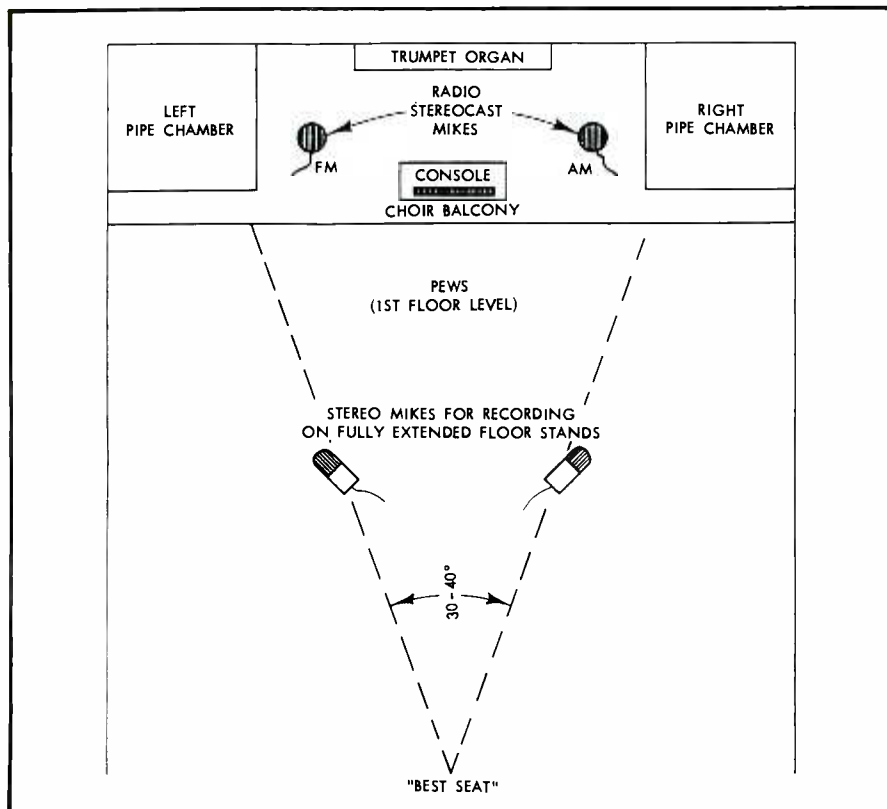 TRUMPET ORGAN
LEFT
PIPE CHAMBER
RADIO
STEREOCAST
MIKES
RIGHT
PIPE CHAMBER
FM
AM
CONSOLE
CHOIR BALCONY
PEWS
(1ST FLOOR LEVEL)
STEREO MIKES FOR RECORDING
ON FULLY EXTENDED FLOOR STANDS
30 - 40°
"BEST SEAT"